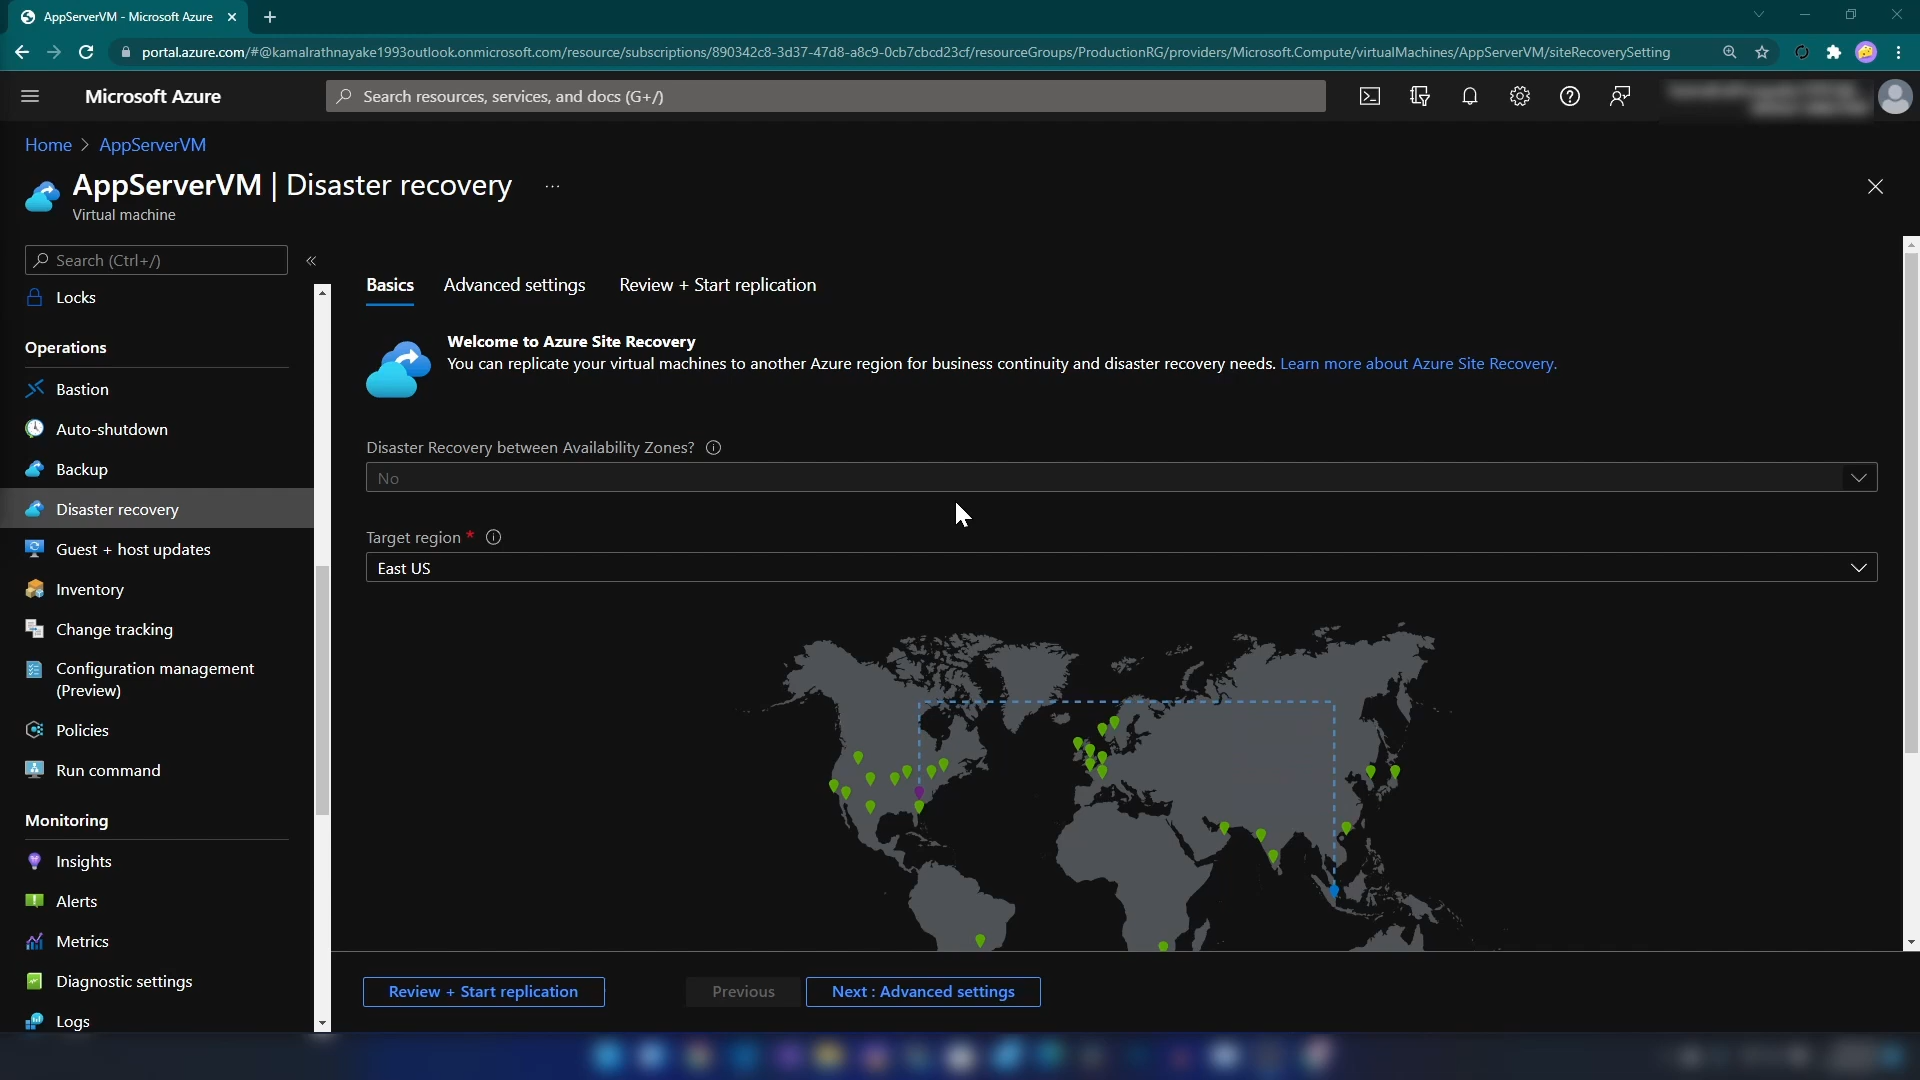 AppServerVM - Microsoft Azure
portal.azure.com/#@kamalrathnayake1993outlook.onmicrosoft.com/resource/subscriptions/890342c8-3d37-47d8-a8c9-0cb7cbcd23cf/resourceGroups/ProductionRG/providers/Microsoft.Compute/virtualMachines/AppServerVM/siteRecoverySetting
Microsoft Azure
Search resources, services, and docs (G+/)
Home > AppServerVM
AppServerVM | Disaster recovery ...
Virtual machine
Search (Ctrl+/)
Locks
Operations
Bastion
Auto-shutdown
Backup
Disaster recovery
Guest + host updates
Inventory
Change tracking
Configuration management
(Preview)
Policies
Run command
Monitoring
Insights
Alerts
Metrics
Diagnostic settings
Logs
Basics
Advanced settings
Review + Start replication
Welcome to Azure Site Recovery
You can replicate your virtual machines to another Azure region for business continuity and disaster recovery needs. Learn more about Azure Site Recovery.
Disaster Recovery between Availability Zones?
No
Target region *
East US
Review + Start replication
Previous
Next : Advanced settings